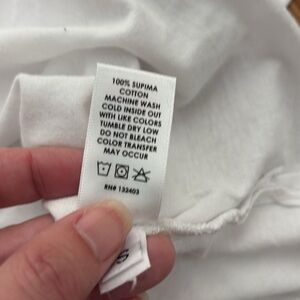 100% SUPIMA
COTTON
MACHINE WASH
COLD INSIDE OUT
WITH LIKE COLORS
TUMBLE DRY LOW
DO NOT BLEACH
COLOR TRANSFER
MAY OCCUR
RN# 132403
S